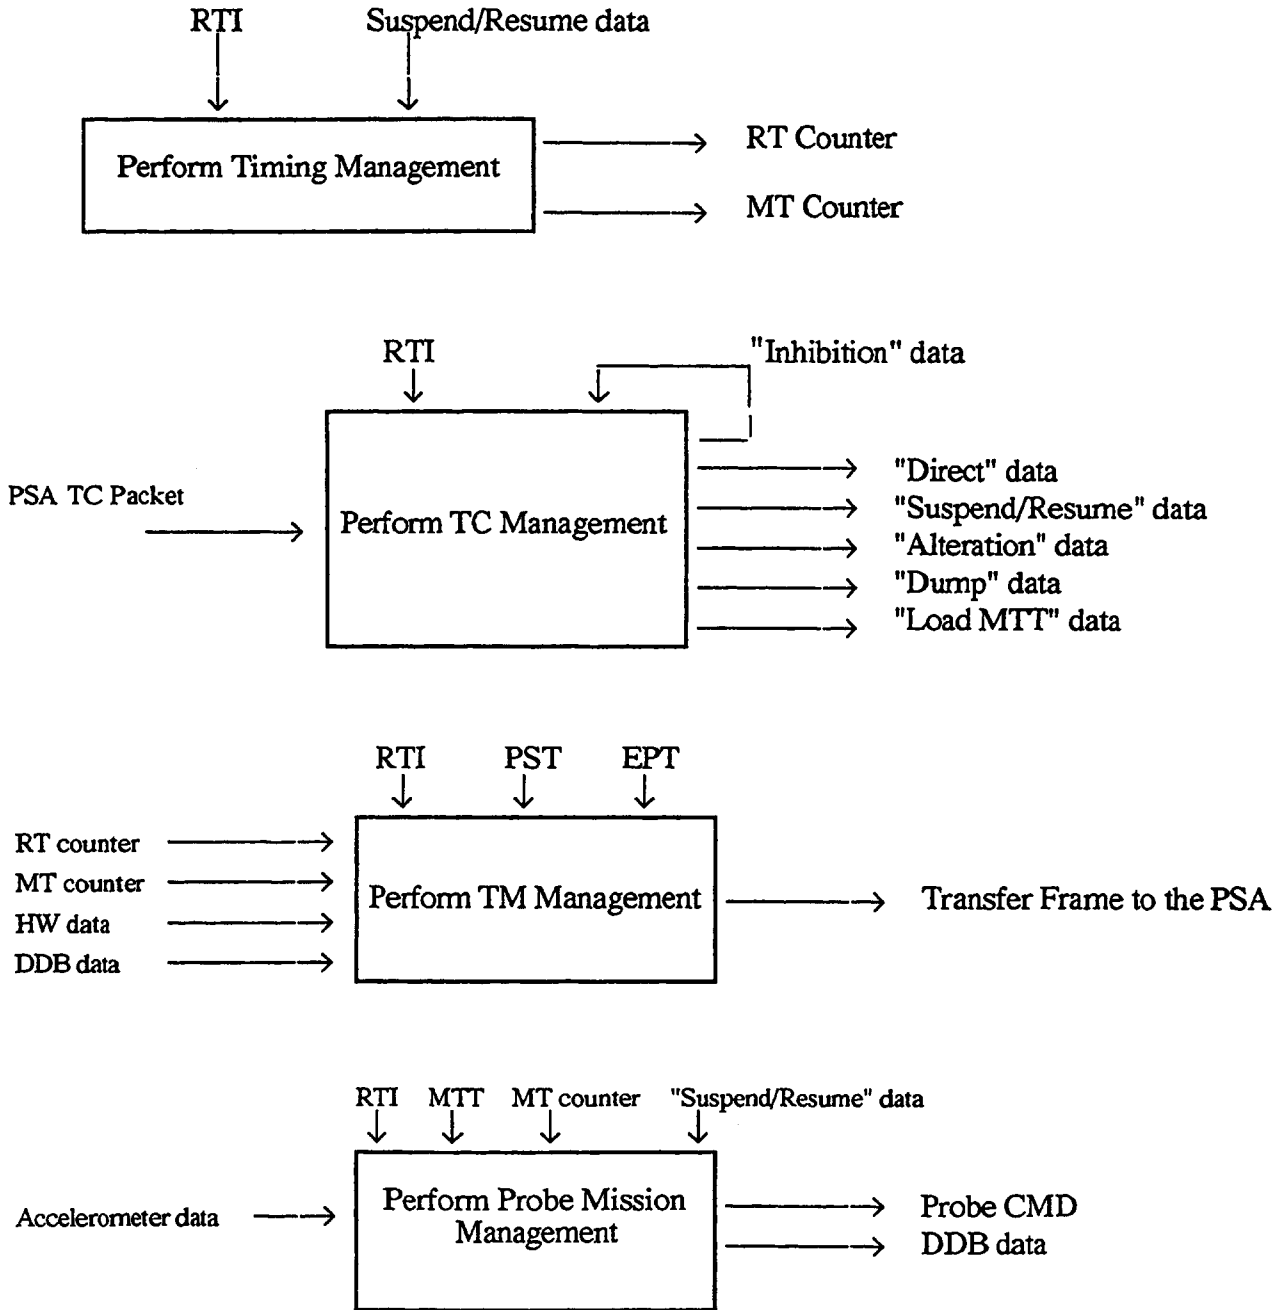 RTI
Suspend/Resume data
Perform Timing Management
RT Counter
MT Counter
RTI
"Inhibition" data
PSA TC Packet
Perform TC Management
"Direct" data
"Suspend/Resume" data
"Alteration" data
"Dump" data
"Load MTT" data
RTI
PST
EPT
RT counter
MT counter
HW data
DDB data
Perform TM Management
Transfer Frame to the PSA
RTI
MTT
MT counter
"Suspend/Resume" data
Accelerometer data
Perform Probe Mission
Management
Probe CMD
DDB data